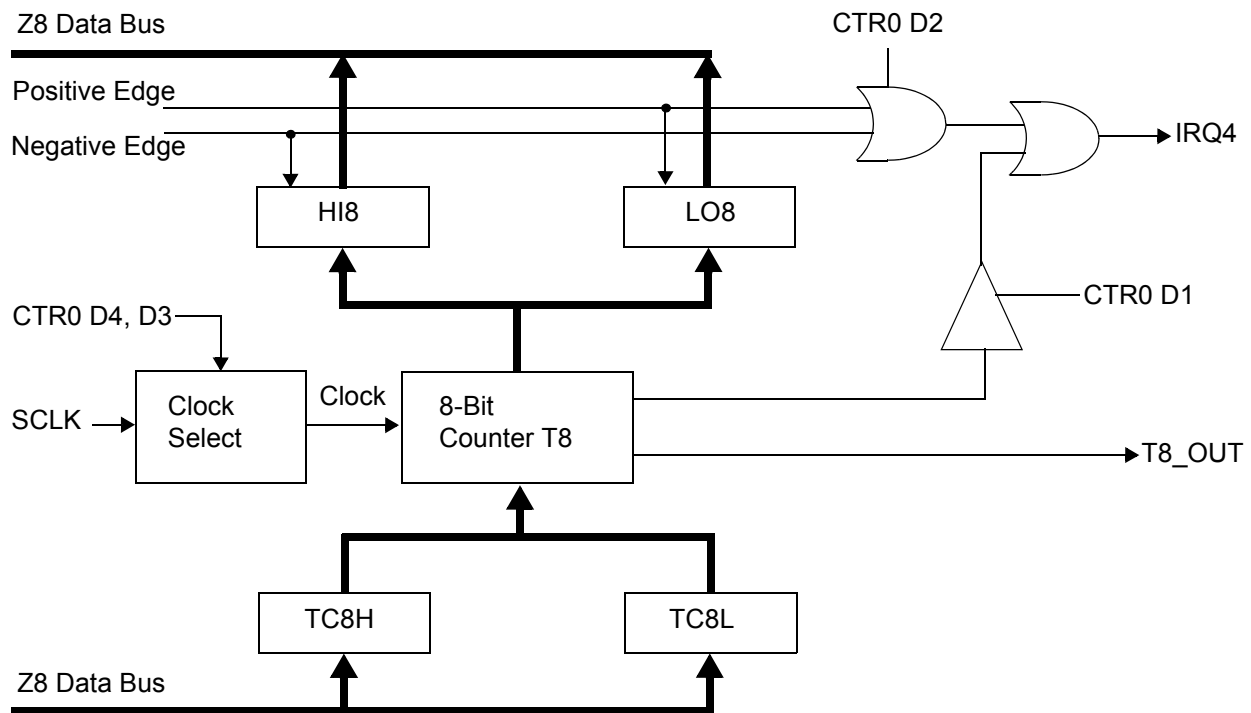 Z8 Data Bus
CTR0 D2
Positive Edge
Negative Edge
IRQ4
HI8
LO8
CTR0 D4, D3
CTR0 D1
SCLK
Clock
Select
Clock
8-Bit
Counter T8
T8_OUT
TC8H
TC8L
Z8 Data Bus